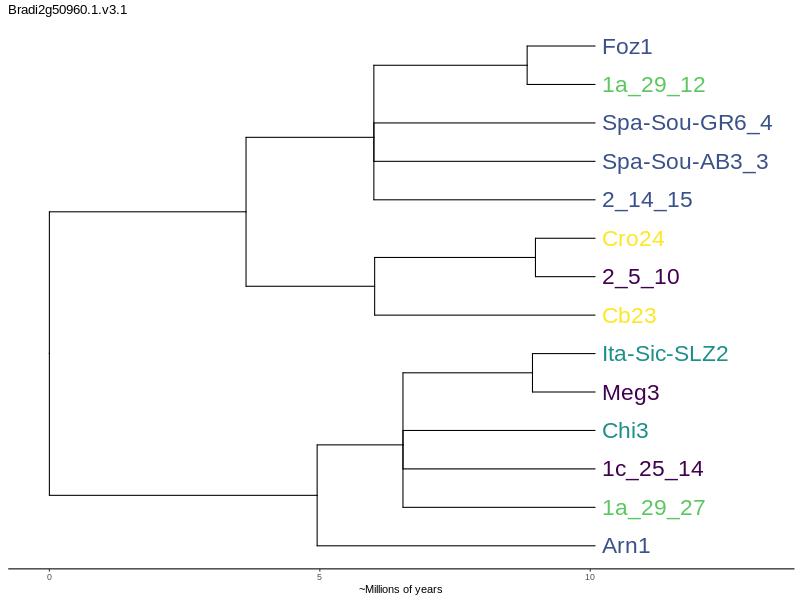 Bradi2g50960.1.v3.1
Foz1
1a_29_12
Spa-Sou-GR6_4
Spa-Sou-AB3_3
2_14_15
Cro24
2_5_10
Cb23
Ita-Sic-SLZ2
Meg3
Chi3
1c_25_14
1a_29_27
Arn1
0 5 10
~Millions of years